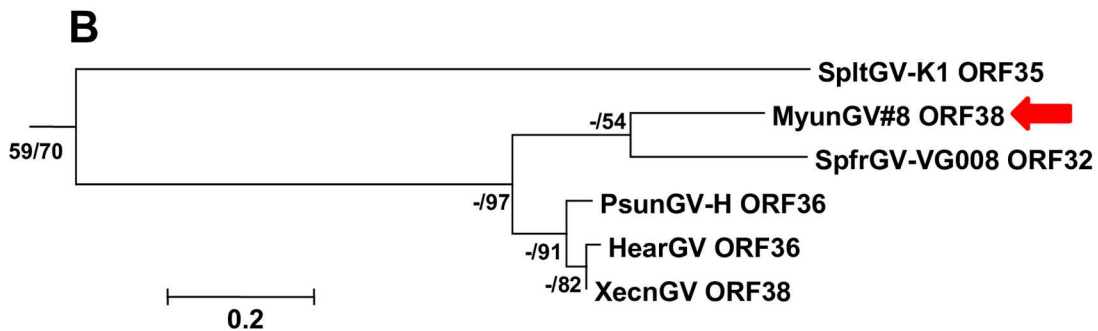 B
SpltGV-K1 ORF35
MyunGV#8 ORF38
-/54
59/70
SpfrGV-VG008 ORF32
-/97
PsunGV-H ORF36
-/91
HearGV ORF36
-/82
XecnGV ORF38
0.2